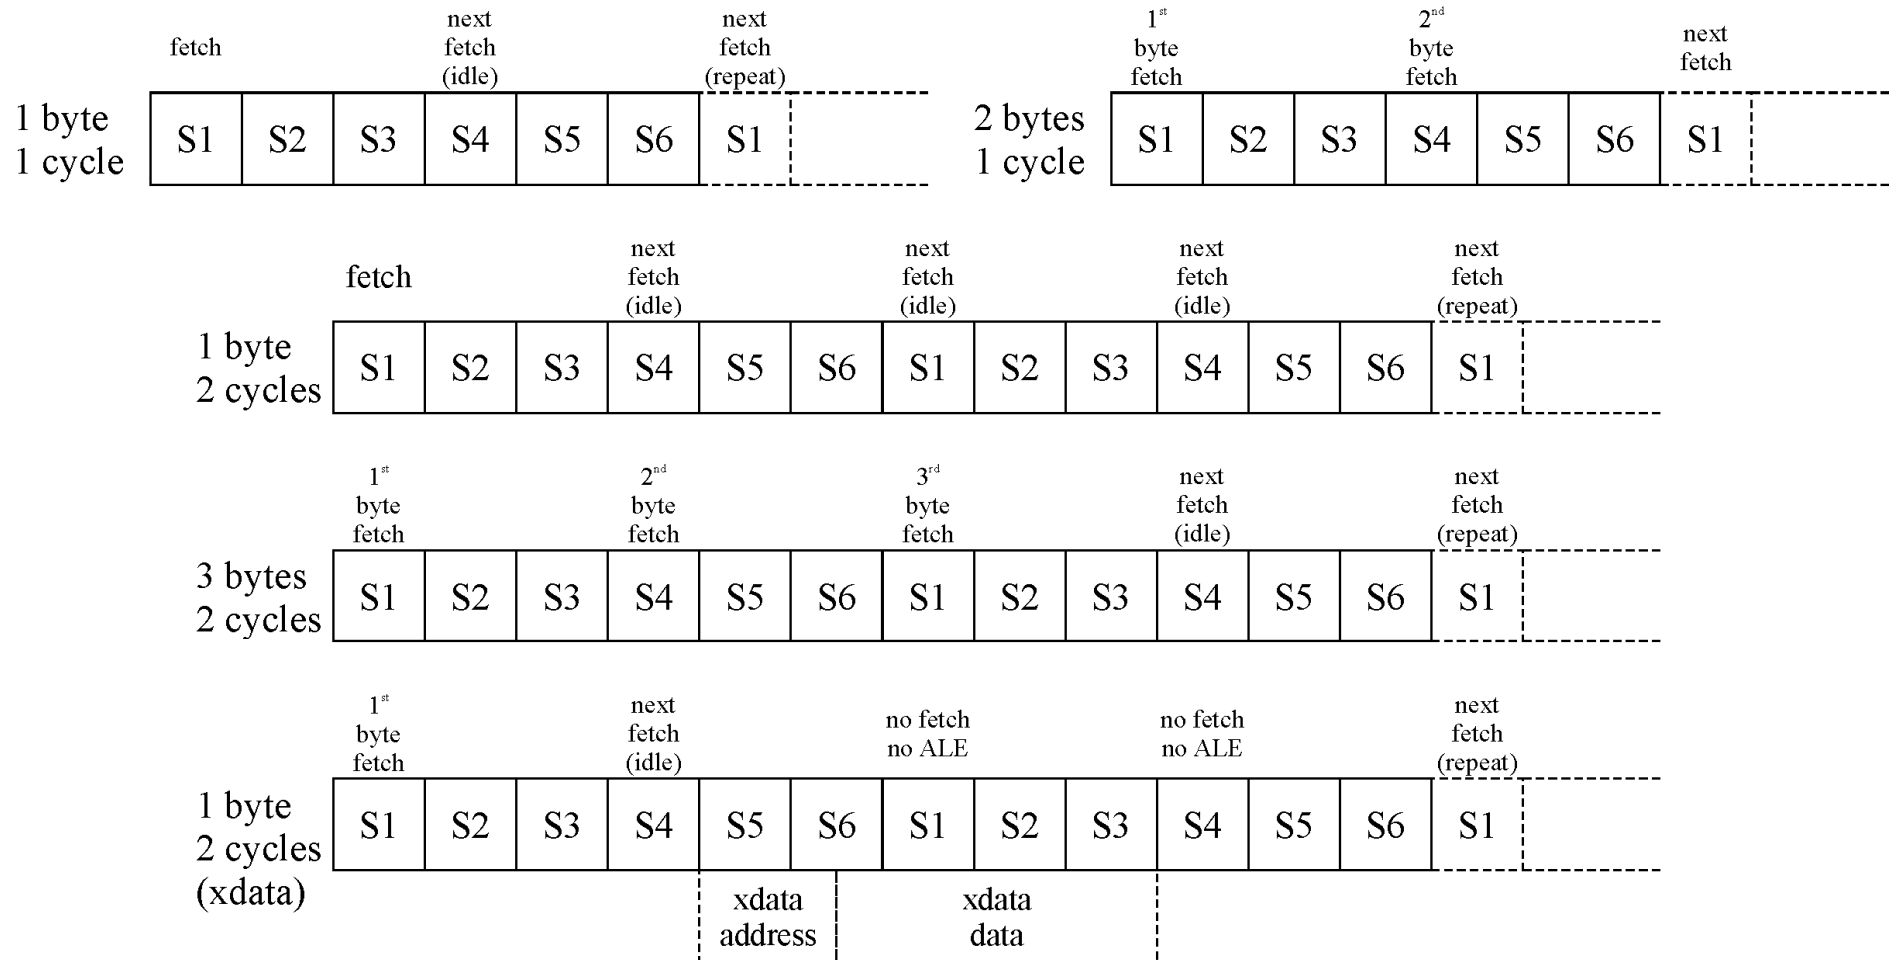 fetch
next
fetch
(idle)
next
fetch
(repeat)
1 byte
1 cycle
S1 S2 S3 S4 S5 S6 S1
1st
byte
fetch
2nd
byte
fetch
next
fetch
2 bytes
1 cycle
S1 S2 S3 S4 S5 S6 S1
fetch
next
fetch
(idle)
next
fetch
(idle)
next
fetch
(idle)
next
fetch
(repeat)
1 byte
2 cycles
S1 S2 S3 S4 S5 S6 S1 S2 S3 S4 S5 S6 S1
1st
byte
fetch
2nd
byte
fetch
3rd
byte
fetch
next
fetch
(idle)
next
fetch
(repeat)
3 bytes
2 cycles
S1 S2 S3 S4 S5 S6 S1 S2 S3 S4 S5 S6 S1
1st
byte
fetch
next
fetch
(idle)
no fetch
no ALE
no fetch
no ALE
next
fetch
(repeat)
1 byte
2 cycles
(xdata)
S1 S2 S3 S4 S5 S6 S1 S2 S3 S4 S5 S6 S1
xdata
address
xdata
data